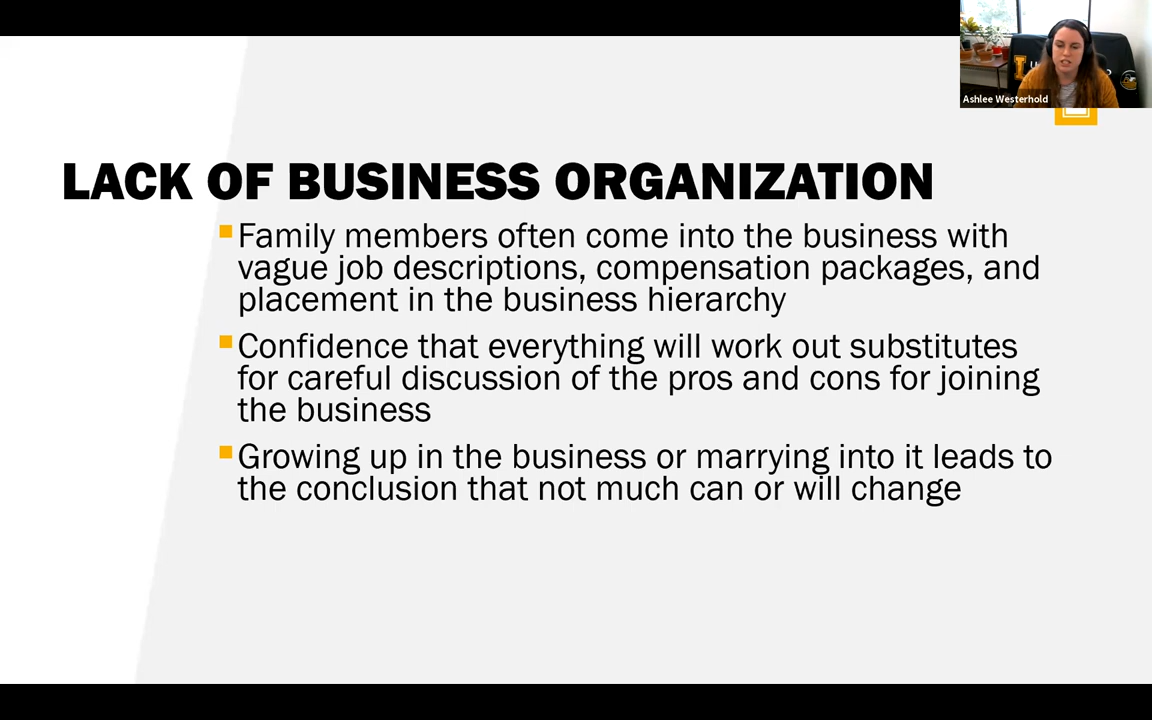 Ashlee Westerhold
LACK OF BUSINESS ORGANIZATION
Family members often come into the business with
vague job descriptions, compensation packages, and
placement in the business hierarchy
Confidence that everything will work out substitutes
for careful discussion of the pros and cons for joining
the business
Growing up in the business or marrying into it leads to
the conclusion that not much can or will change